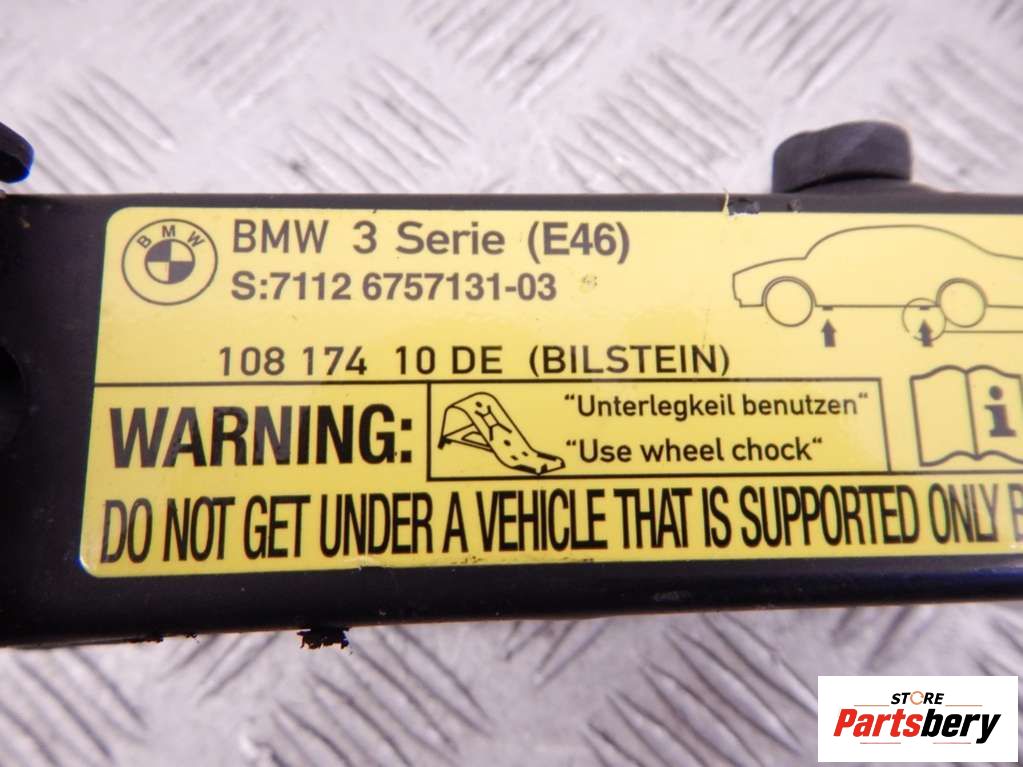 BMW
BMW 3 Serie (E46)
S:7112 6757131-03
108 174 10 DE (BILSTEIN)
WARNING:
"Unterlegkeil benutzen"
"Use wheel chock"
i
DO NOT GET UNDER A VEHICLE THAT IS SUPPORTED ONLY B
STORE
Partsbery